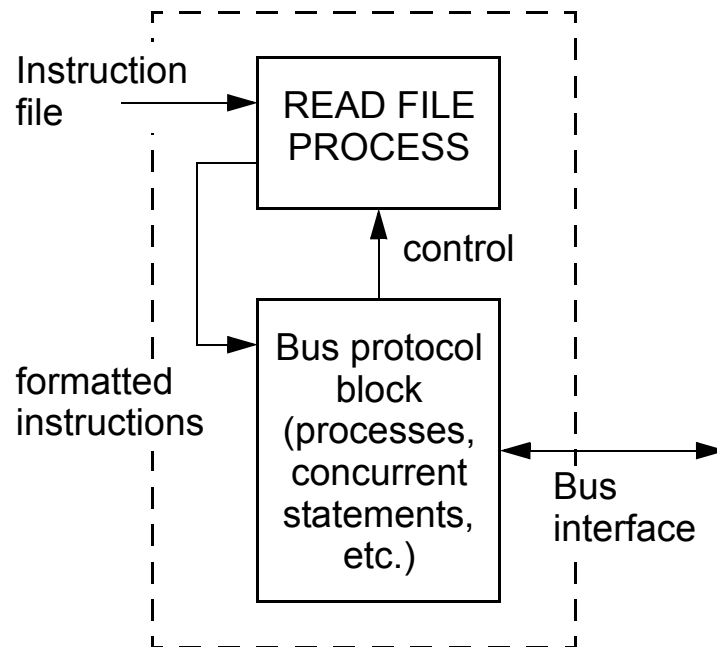 Instruction
file
READ FILE
PROCESS
control
formatted
instructions
Bus protocol
block
(processes,
concurrent
statements,
etc.)
Bus
interface